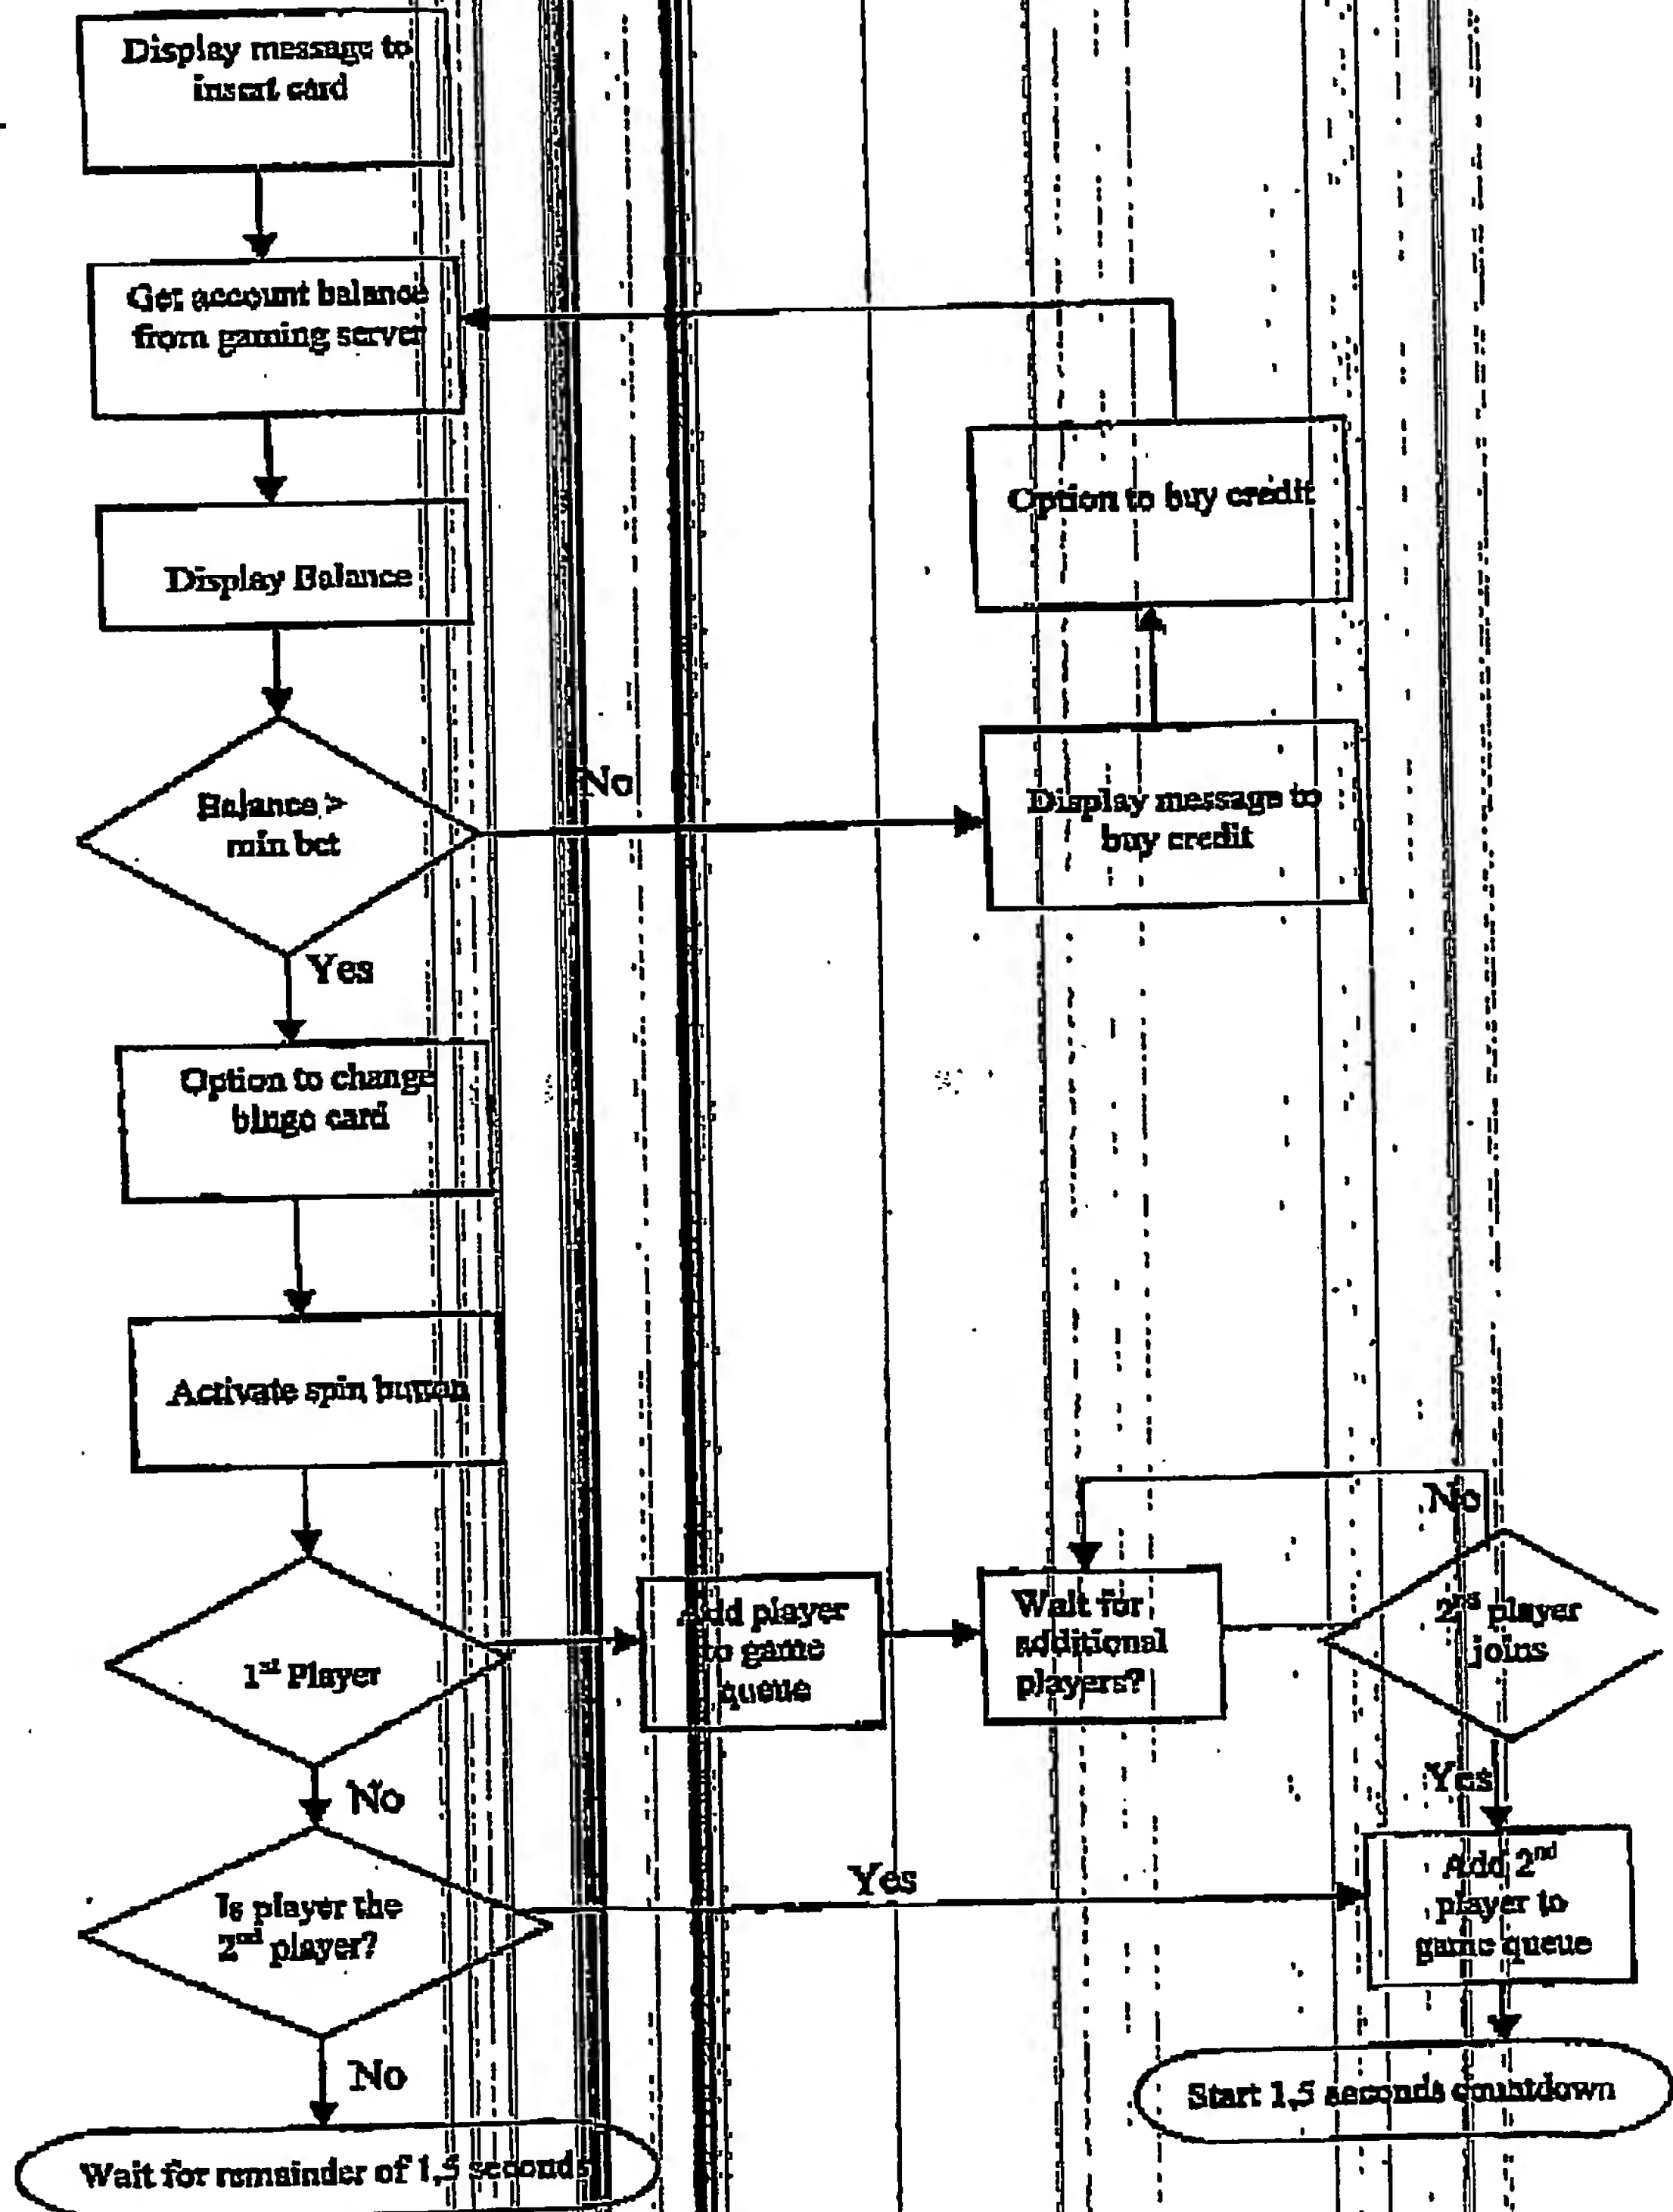 Display message to
insert card
Get account balance
from gaming server
Option to buy credit
Display Balance
No
Balance >
min bet
Display message to
buy credit
Yes
Option to change
bingo card
Activate spin button
No
1st Player
Add player
to game
queue
Wait for
additional
players?
2nd player
joins
No
Yes
Is player the
2nd player?
Yes
Add 2nd
player to
game queue
No
Start 1,5 seconds countdown
Wait for remainder of 1,5 seconds